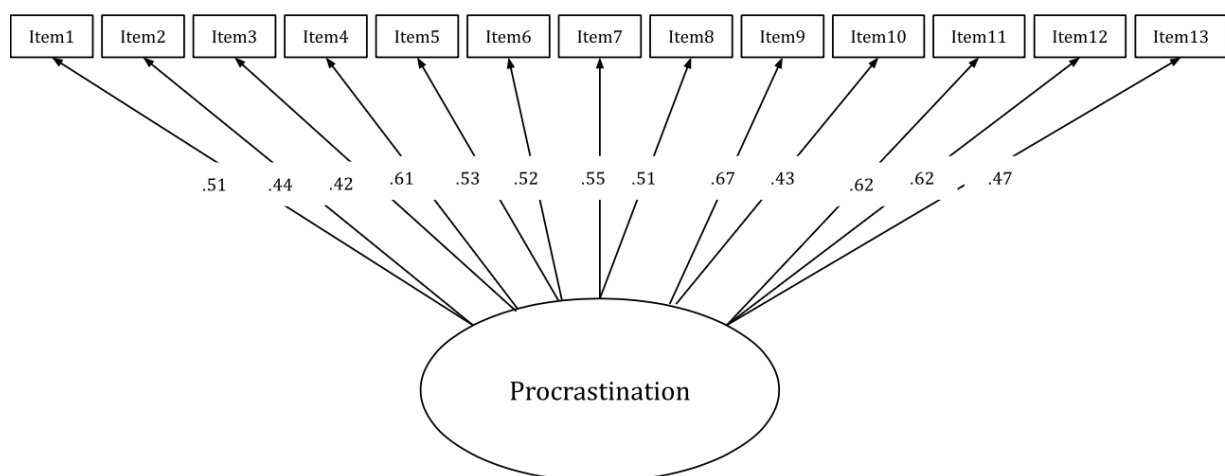 Item1 Item2 Item3 Item4 Item5 Item6 Item7 Item8 Item9 Item10 Item11 Item12 Item13
.51 .44 .42 .61 .53 .52 .55 .51 .67 .43 .62 .62 .47
Procrastination